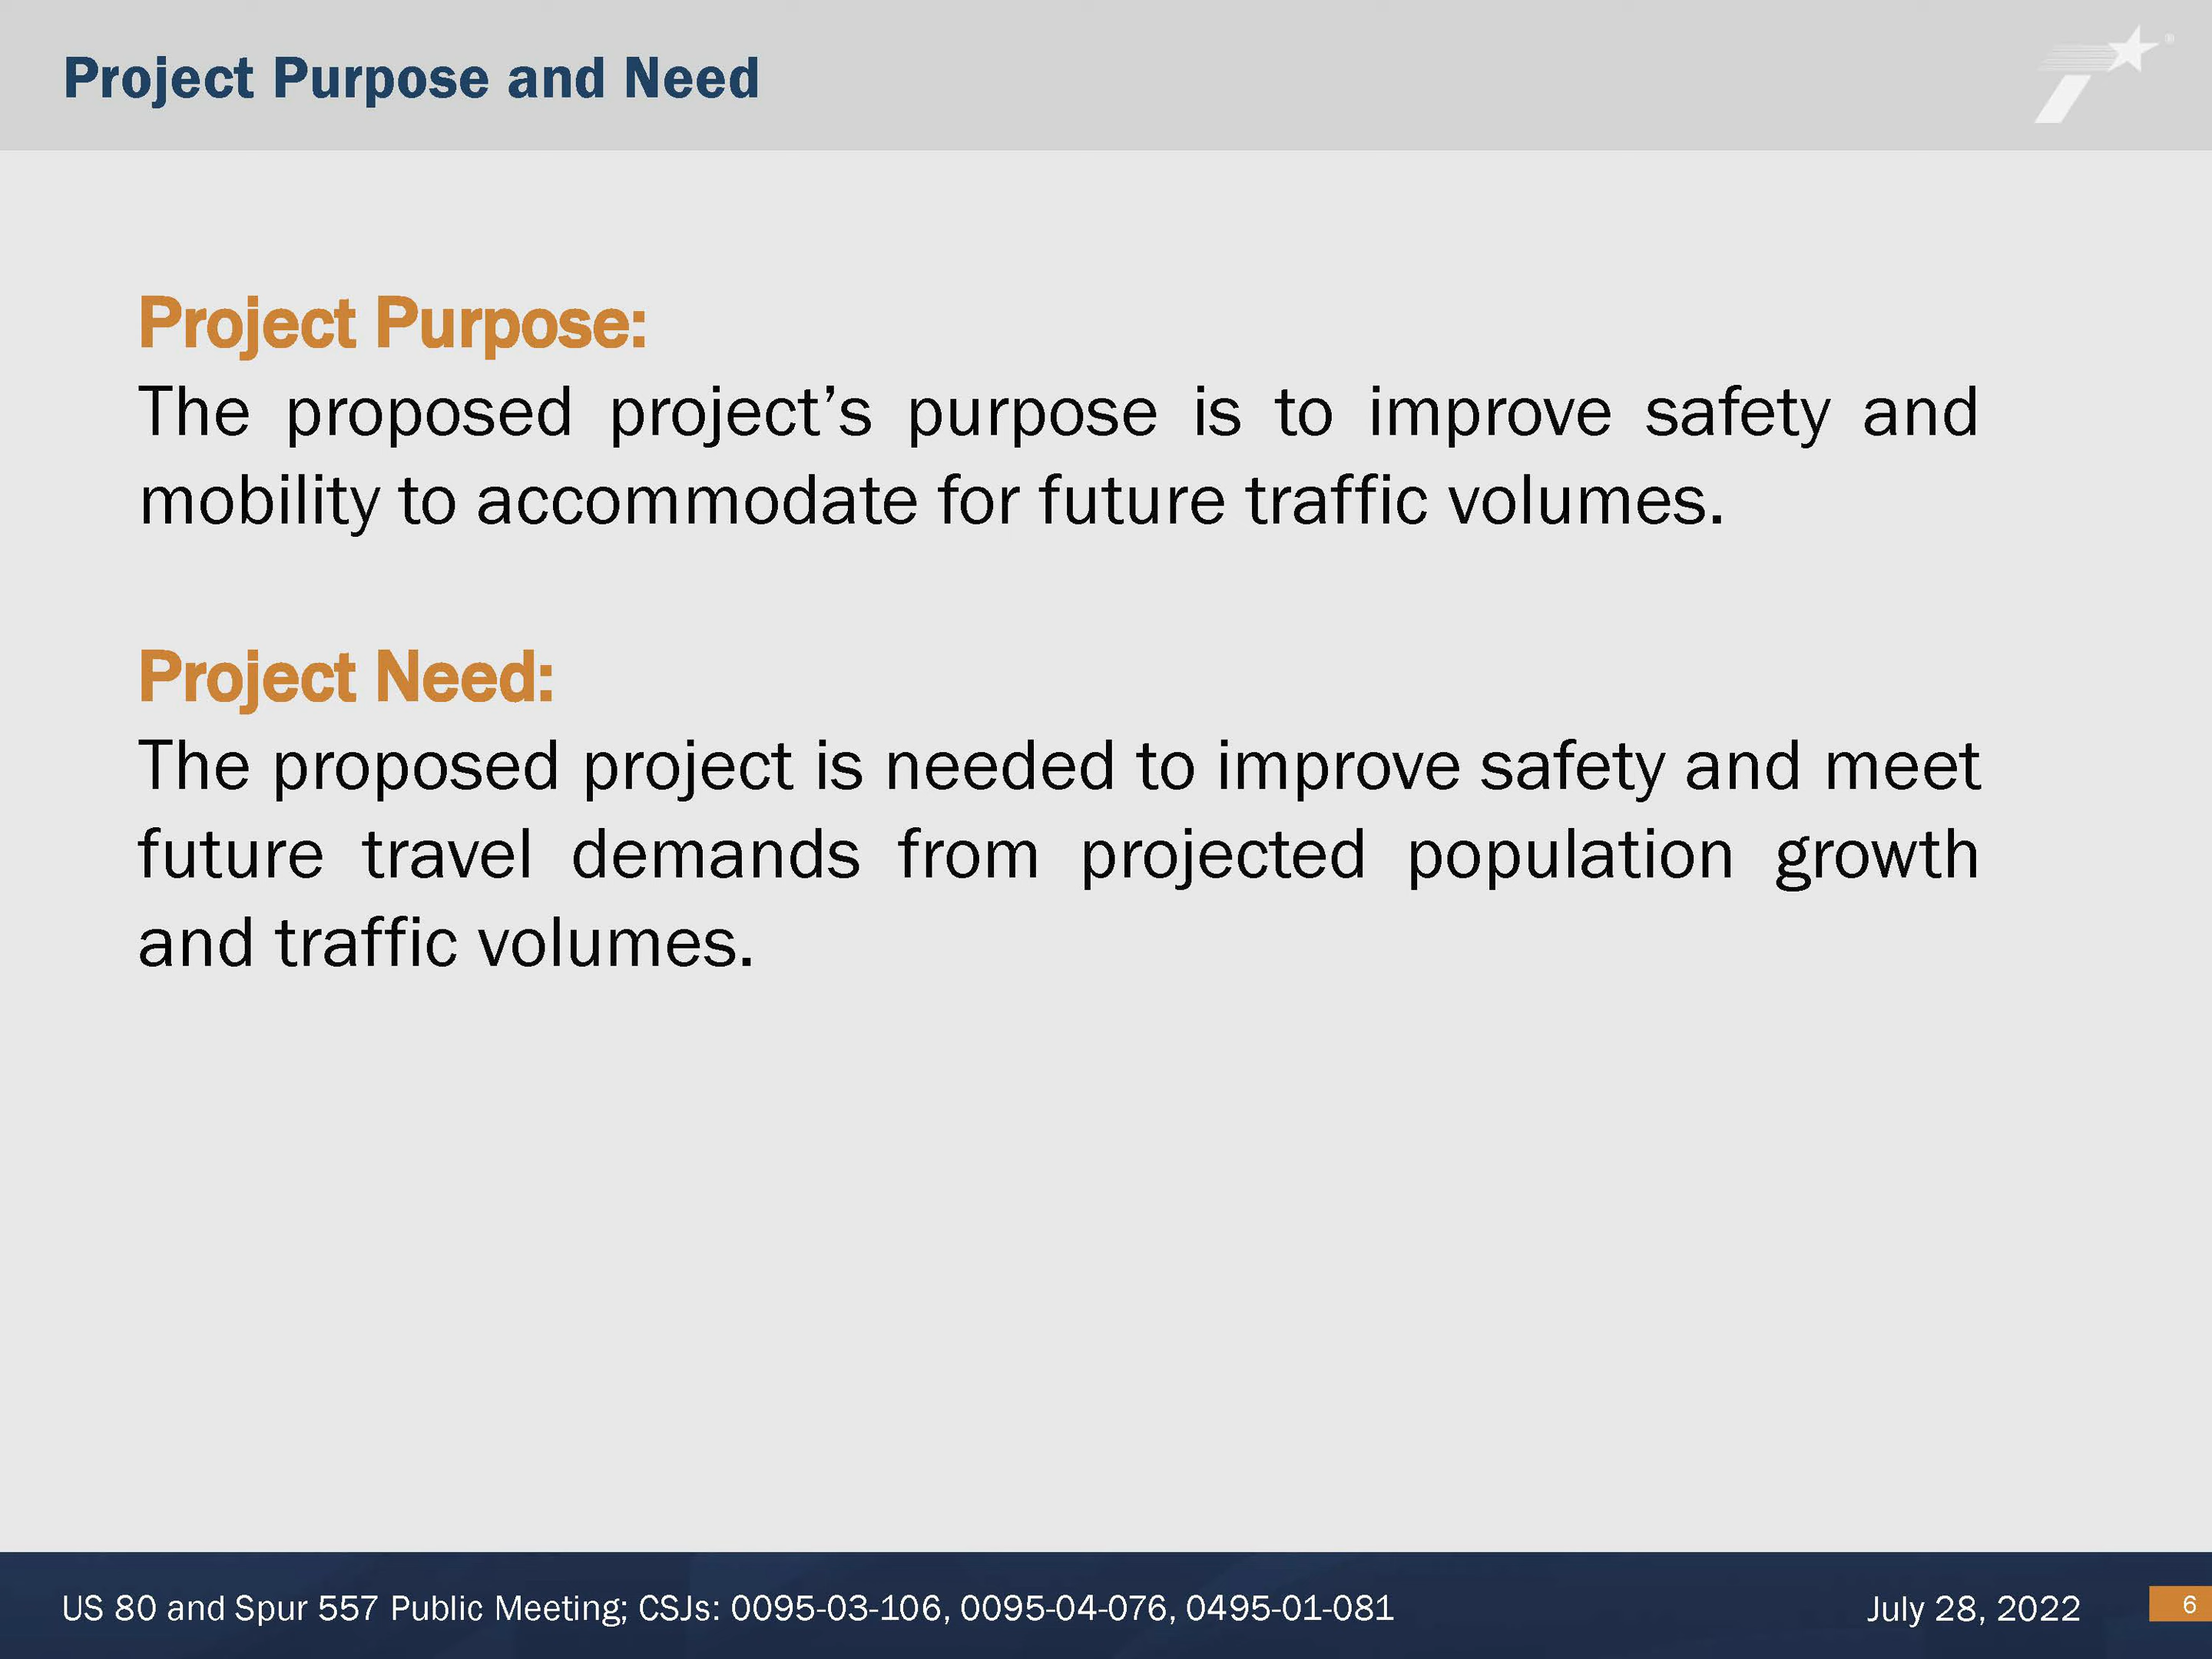 Project Purpose and Need
Project Purpose:
The proposed project’s purpose is to improve safety and
mobility to accommodate for future traffic volumes.
Project Need:
The proposed project is needed to improve safety and meet
future travel demands from projected population growth
and traffic volumes.
US 80 and Spur 557 Public Meeting; CSJs: 0095-03-106, 0095-04-076, 0495-01-081
July 28, 2022
6